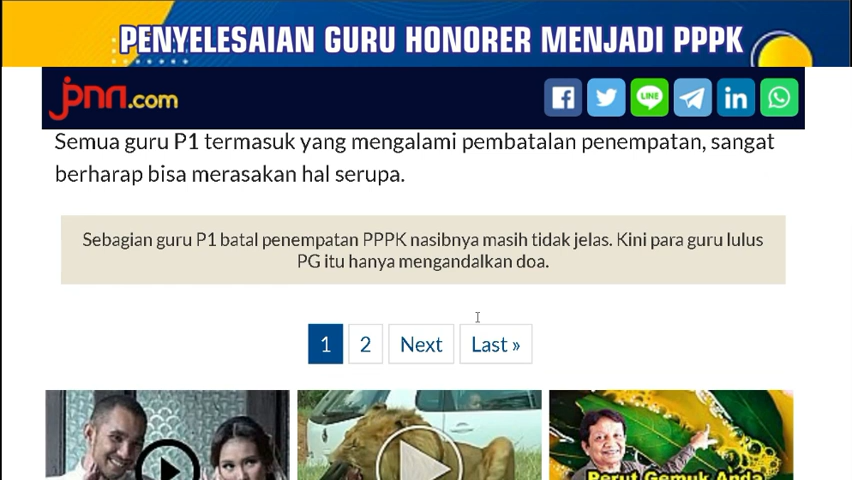 PENYELESAIAN GURU HONORER MENJADI PPPK
jpnn.com
LINE
Semua guru P1 termasuk yang mengalami pembatalan penempatan, sangat
berharap bisa merasakan hal serupa.
Sebagian guru P1 batal penempatan PPPK nasibnya masih tidak jelas. Kini para guru lulus
PG itu hanya mengandalkan doa.
1 2 Next Last »
Perut Gemuk Anda